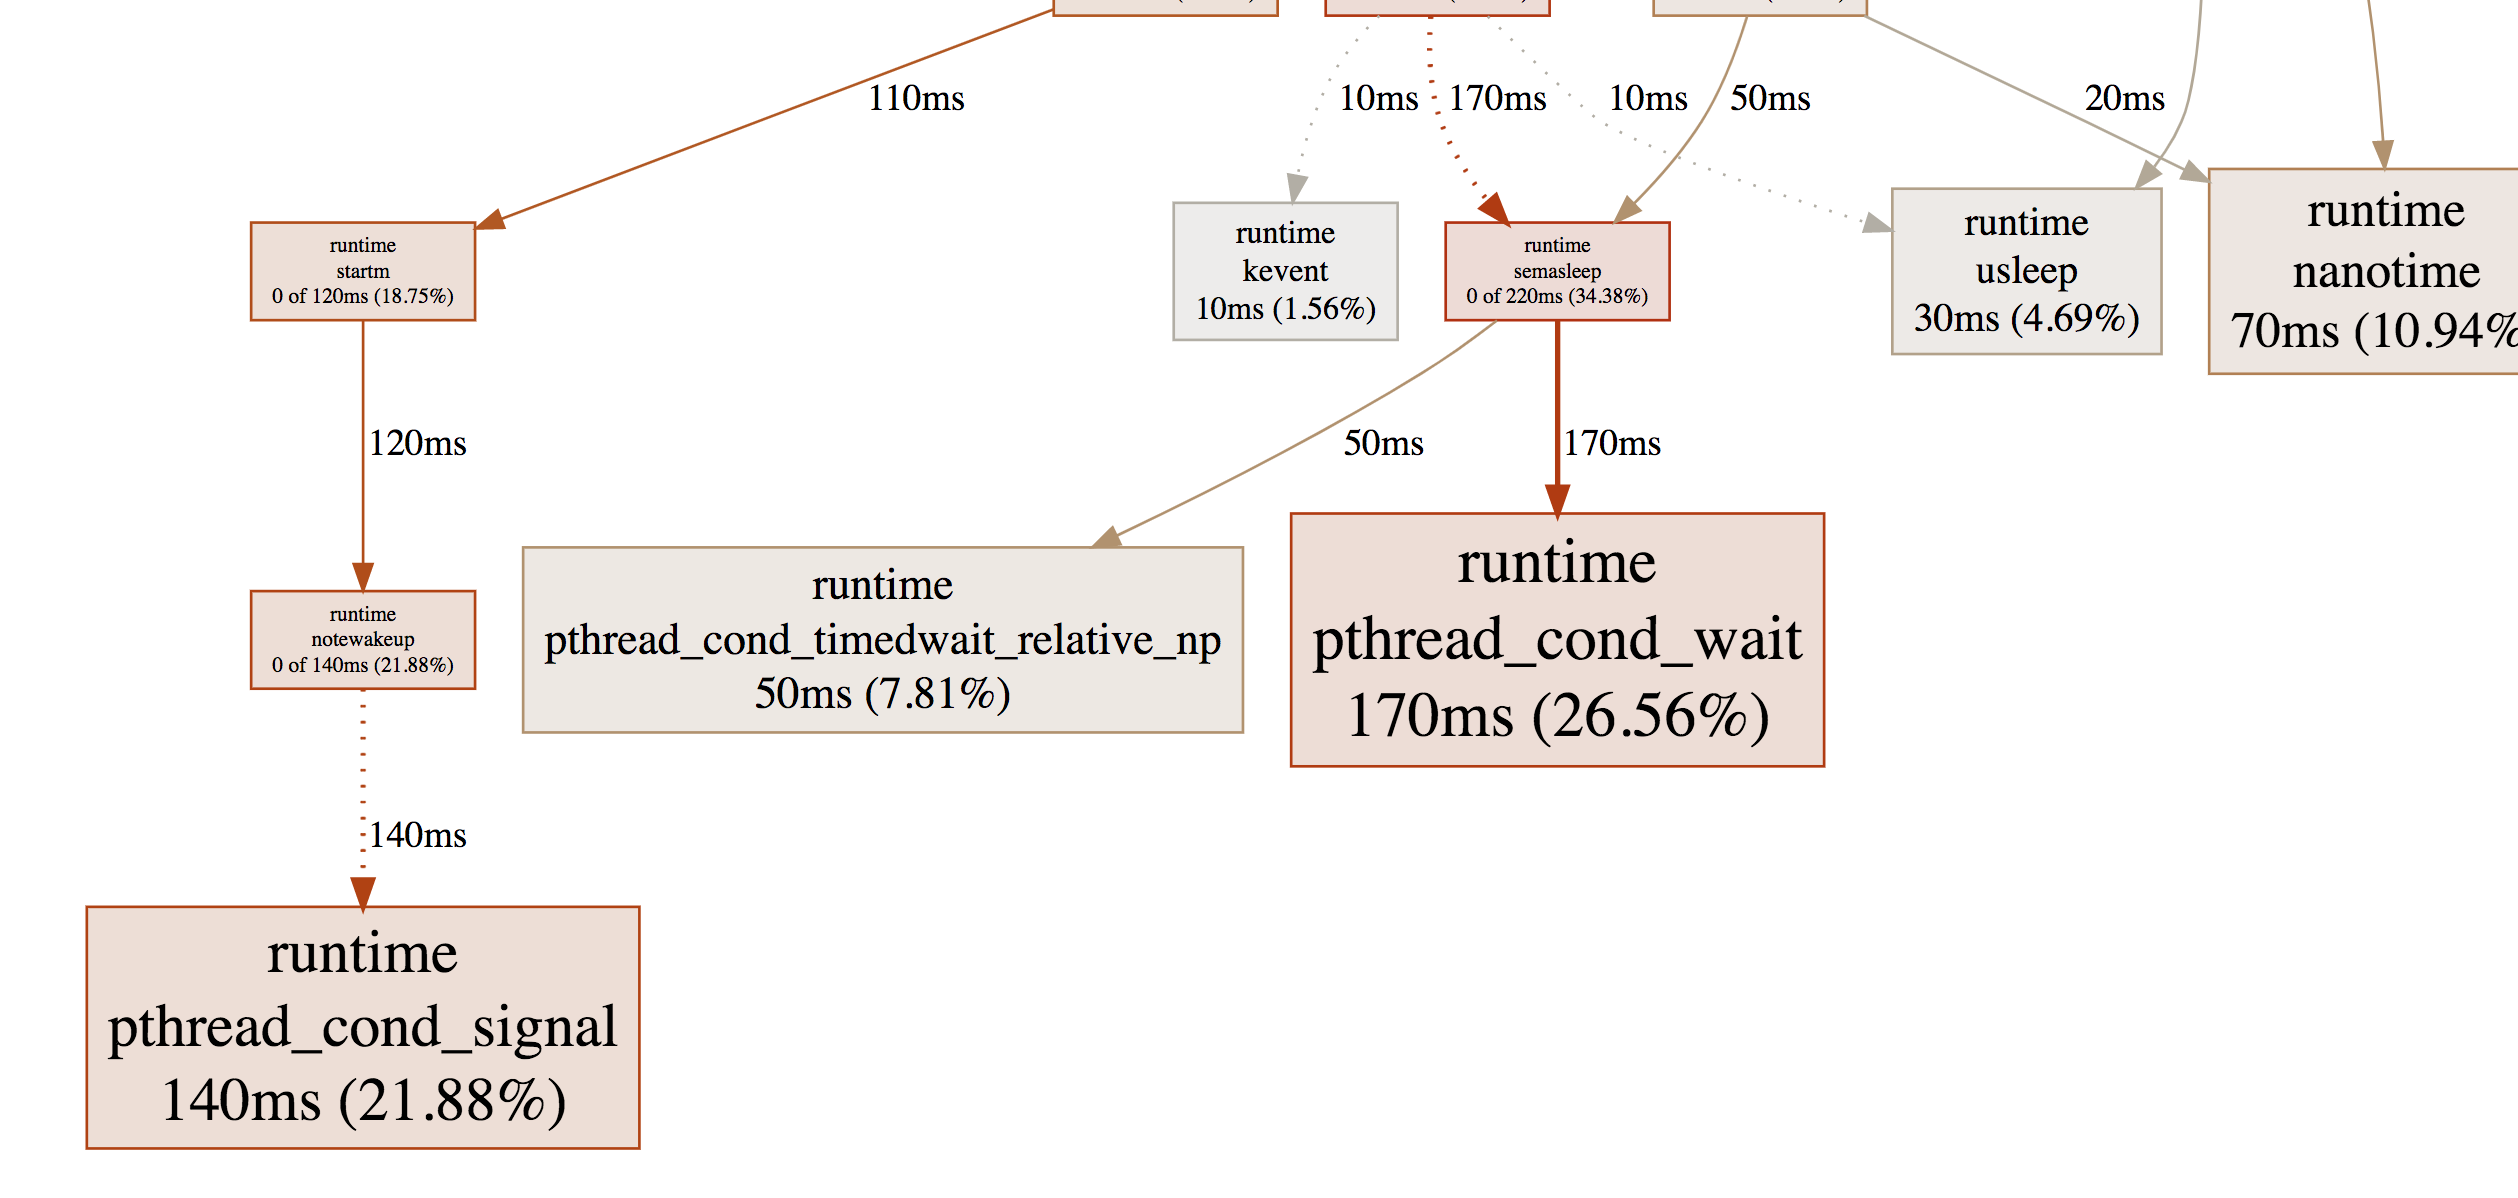 110ms
10ms
170ms
10ms
50ms
20ms
runtime
startm
0 of 120ms (18.75%)
runtime
kevent
10ms (1.56%)
runtime
semasleep
0 of 220ms (34.38%)
runtime
usleep
30ms (4.69%)
runtime
nanotime
70ms (10.94%
120ms
50ms
170ms
runtime
notewakeup
0 of 140ms (21.88%)
runtime
pthread_cond_timedwait_relative_np
50ms (7.81%)
runtime
pthread_cond_wait
170ms (26.56%)
140ms
runtime
pthread_cond_signal
140ms (21.88%)